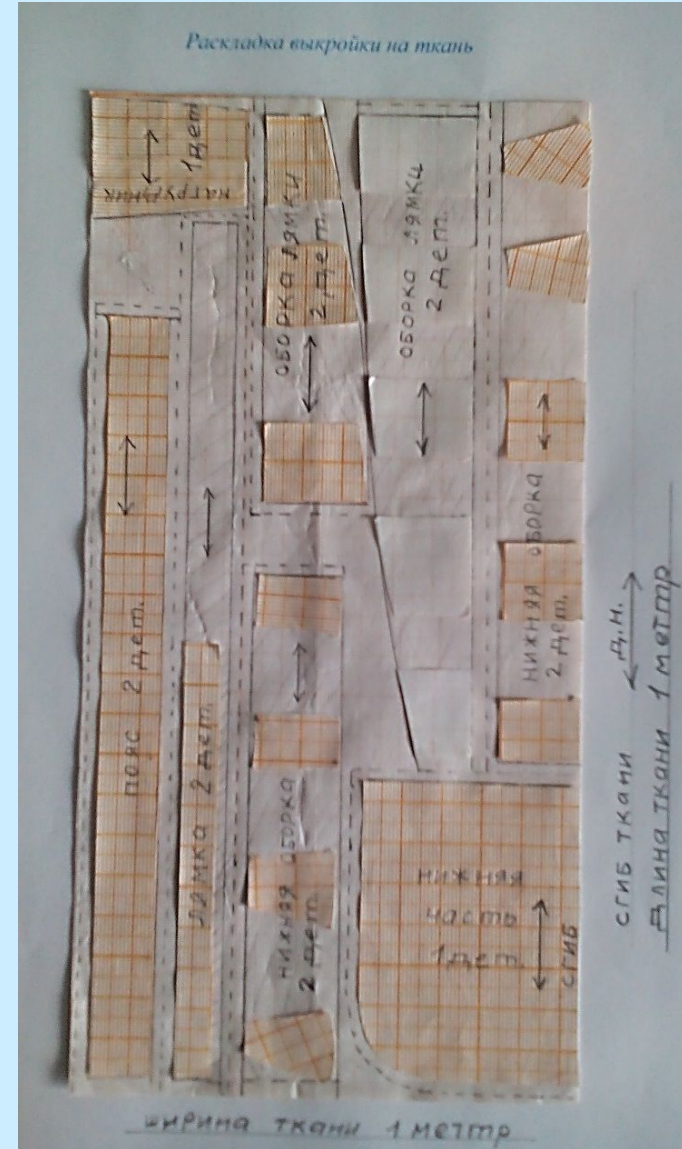 Раскладка выкройки на ткань
НАГРУДНИК
1 дет.
ОБОРКА ЛЯМКИ
2 дет.
ОБОРКА ЛЯМКИ
2 дет.
ПОЯС 2 дет.
ЛЯМКА 2 дет.
НИЖНЯЯ ОБОРКА
2 дет.
НИЖНЯЯ ОБОРКА
2 дет.
НИЖНЯЯ
часть
1 дет.
СГИБ
СГИБ ТКАНИ
Д.Н.
ДЛИНА ТКАНИ 1 метр
ШИРИНА ТКАНИ 1 метр